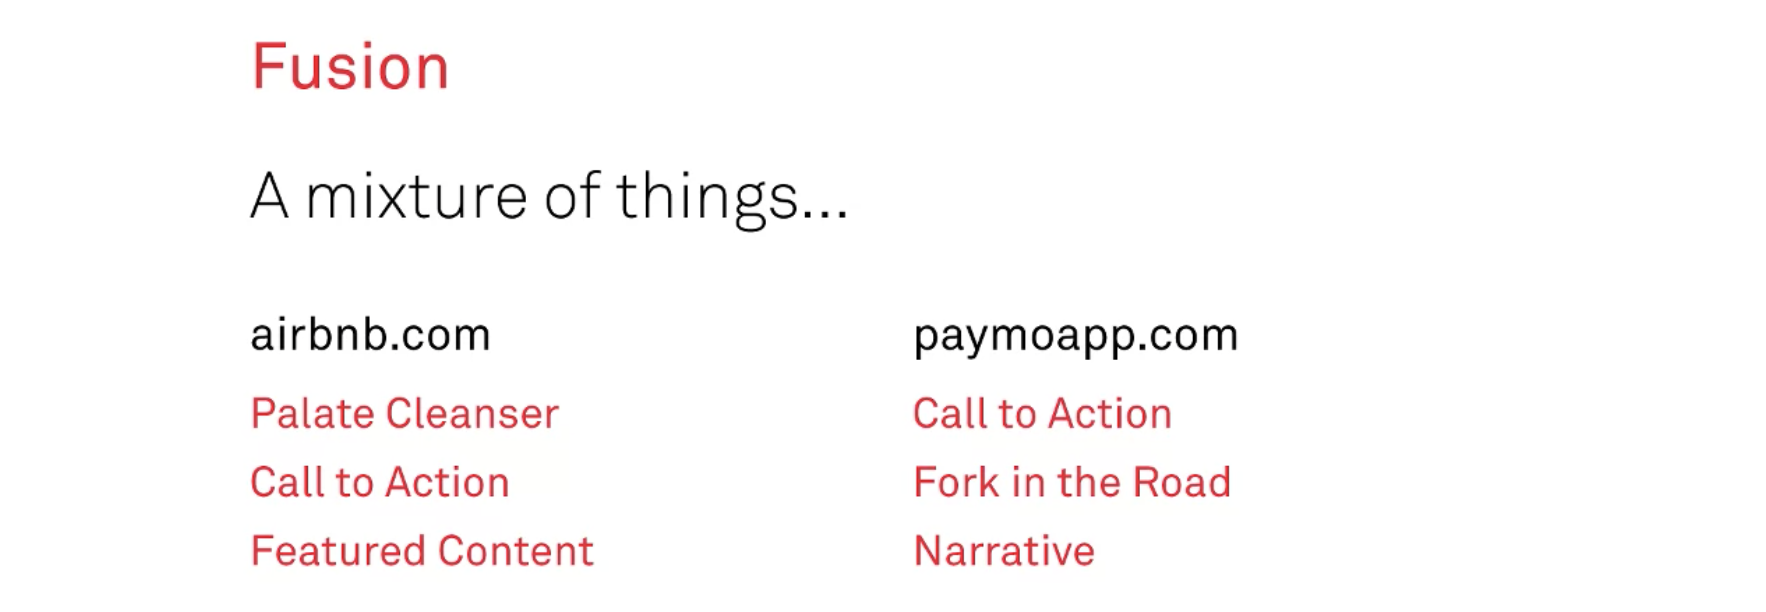 Fusion
A mixture of things...
airbnb.com
Palate Cleanser
Call to Action
Featured Content
paymoapp.com
Call to Action
Fork in the Road
Narrative